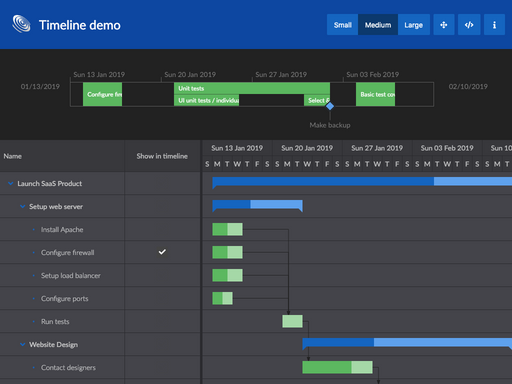 Timeline demo
Small Medium Large
Sun 13 Jan 2019 Sun 20 Jan 2019 Sun 27 Jan 2019 Sun 03 Feb 2019
01/13/2019 02/10/2019
Configure Unit tests Basic text
UI unit tests / Select
Make backup
Name Show in timeline
Sun 13 Jan 2019 Sun 20 Jan 2019 Sun 27 Jan 2019 Sun 03 Feb 2019 Sun 10
S M T W T F S S M T W T F S S M T W T F S S M T W T F S S M
Launch SaaS Product
Setup web server
Install Apache
Configure firewall
Setup load balancer
Configure ports
Run tests
Website Design
Contact designers